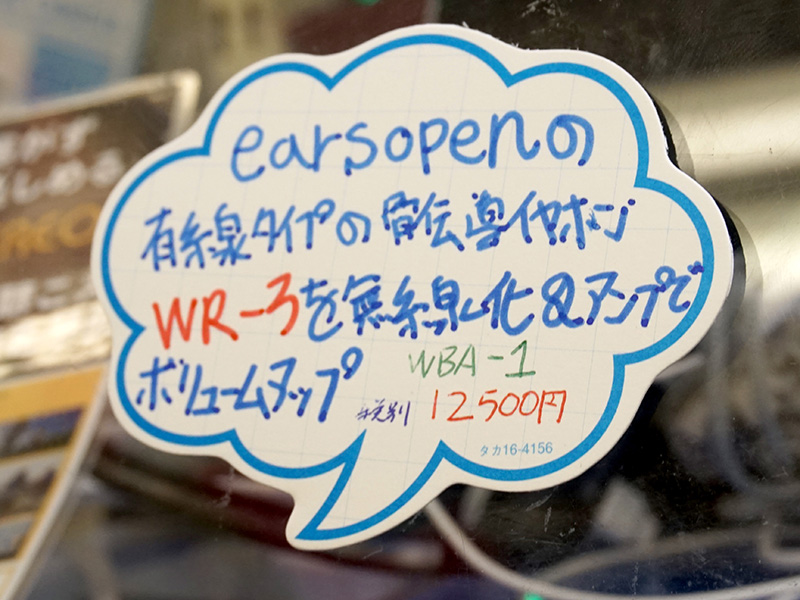 earsopenの
有線タイプの骨伝導イヤホン
WR-3を無線化&アンプで
ボリュームアップ WBA-1
税別 12500円
タカ16-4156